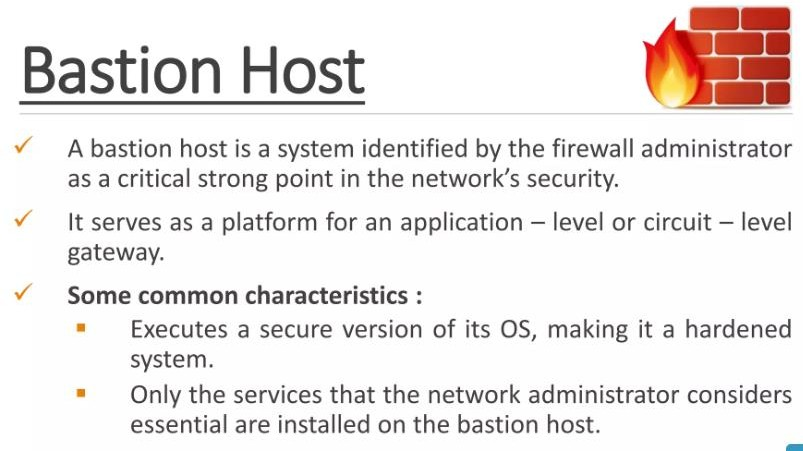 Bastion Host
✓ A bastion host is a system identified by the firewall administrator
as a critical strong point in the network’s security.
✓ It serves as a platform for an application – level or circuit – level
gateway.
✓ Some common characteristics :
▪ Executes a secure version of its OS, making it a hardened
system.
▪ Only the services that the network administrator considers
essential are installed on the bastion host.